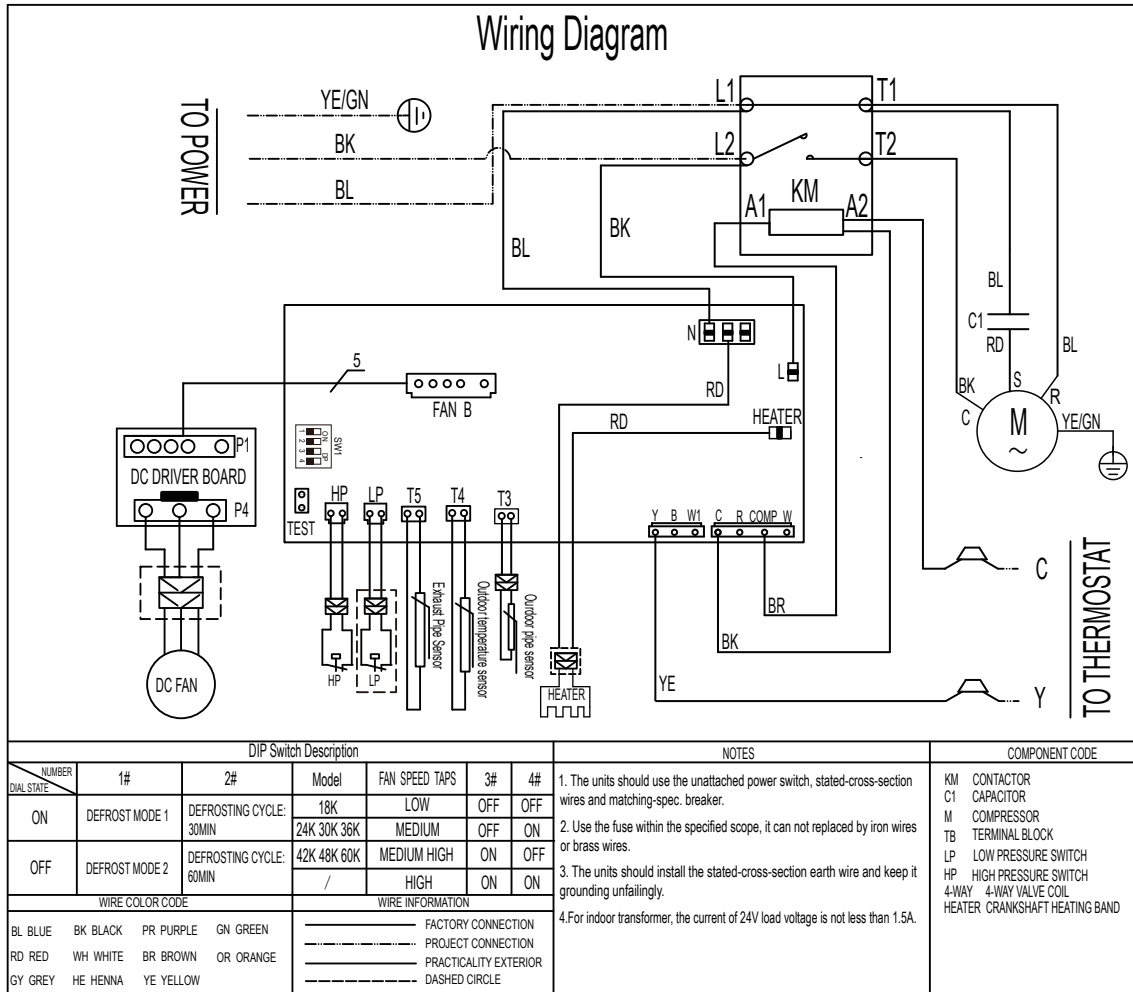 Wiring Diagram
TO POWER
YE/GN
BK
BL
L1
T1
L2
T2
KM
A1
A2
BL
BK
BL
C1
RD
BL
BK
S
R
C
M
~
YE/GN
N
L
RD
RD
HEATER
5
FAN B
P1
DC DRIVER BOARD
P4
DC FAN
1 2 3 4
ON DP
SW1
TEST
HP
LP
T5
T4
T3
Y B W1 C R COMP W
Exhaust Pipe Sensor
Outdoor temperature sensor
Ourdoor pipe sensor
HP
LP
HEATER
BR
BK
YE
C
Y
TO THERMOSTAT
DIP Switch Description
NUMBER
DIAL STATE
1# 2# Model FAN SPEED TAPS 3# 4#
ON DEFROST MODE 1 DEFROSTING CYCLE:
30MIN
18K LOW OFF OFF
24K 30K 36K MEDIUM OFF ON
OFF DEFROST MODE 2 DEFROSTING CYCLE:
60MIN
42K 48K 60K MEDIUM HIGH ON OFF
/ HIGH ON ON
WIRE COLOR CODE
BL BLUE BK BLACK PR PURPLE GN GREEN
RD RED WH WHITE BR BROWN OR ORANGE
GY GREY HE HENNA YE YELLOW
WIRE INFORMATION
FACTORY CONNECTION
PROJECT CONNECTION
PRACTICALITY EXTERIOR
DASHED CIRCLE
NOTES
1. The units should use the unattached power switch, stated-cross-section
wires and matching-spec. breaker.
2. Use the fuse within the specified scope, it can not replaced by iron wires
or brass wires.
3. The units should install the stated-cross-section earth wire and keep it
grounding unfailingly.
4.For indoor transformer, the current of 24V load voltage is not less than 1.5A.
COMPONENT CODE
KM CONTACTOR
C1 CAPACITOR
M COMPRESSOR
TB TERMINAL BLOCK
LP LOW PRESSURE SWITCH
HP HIGH PRESSURE SWITCH
4-WAY 4-WAY VALVE COIL
HEATER CRANKSHAFT HEATING BAND